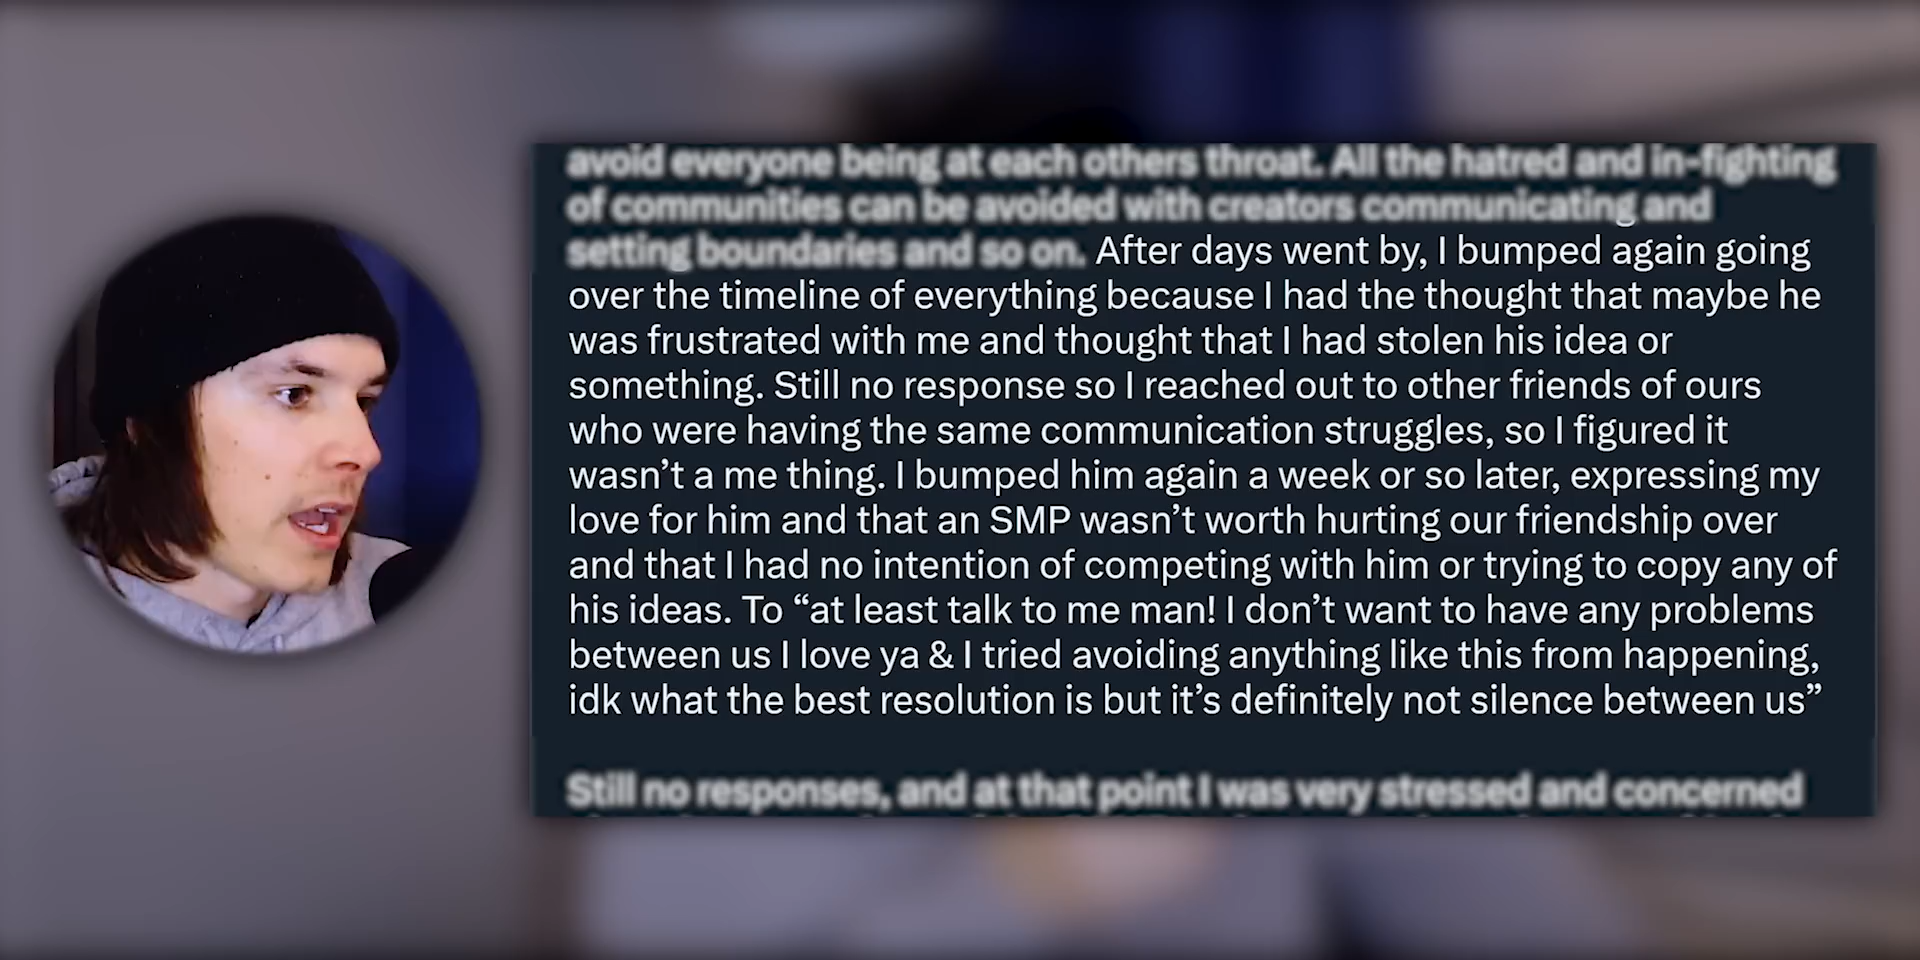 avoid everyone being at each others throat. All the hatred and in-fighting
of communities can be avoided with creators communicating and
setting boundaries and so on. After days went by, I bumped again going
over the timeline of everything because I had the thought that maybe he
was frustrated with me and thought that I had stolen his idea or
something. Still no response so I reached out to other friends of ours
who were having the same communication struggles, so I figured it
wasn’t a me thing. I bumped him again a week or so later, expressing my
love for him and that an SMP wasn’t worth hurting our friendship over
and that I had no intention of competing with him or trying to copy any of
his ideas. To “at least talk to me man! I don’t want to have any problems
between us I love ya & I tried avoiding anything like this from happening,
idk what the best resolution is but it’s definitely not silence between us”
Still no responses, and at that point I was very stressed and concerned